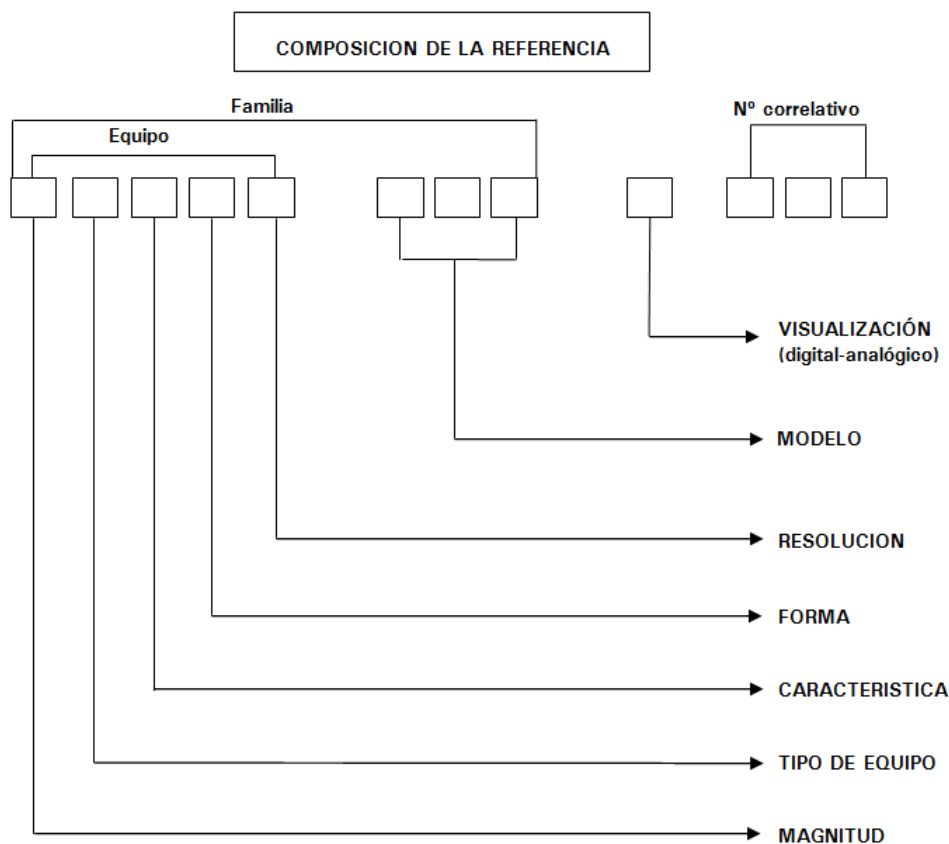 COMPOSICION DE LA REFERENCIA
Familia
Nº correlativo
Equipo
VISUALIZACIÓN
(digital-analógico)
MODELO
RESOLUCION
FORMA
CARACTERISTICA
TIPO DE EQUIPO
MAGNITUD